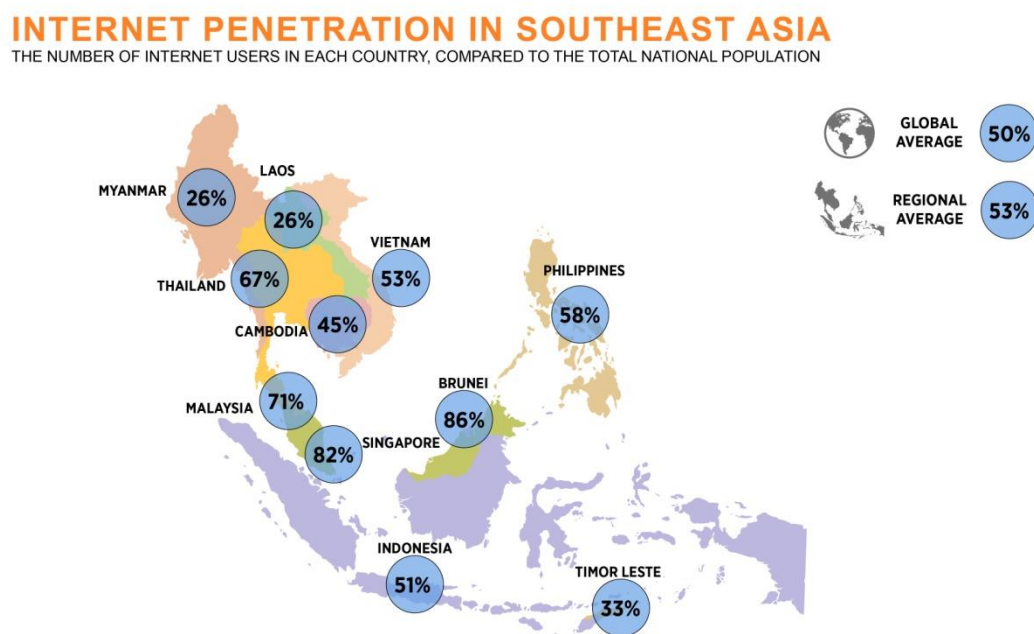 INTERNET PENETRATION IN SOUTHEAST ASIA
THE NUMBER OF INTERNET USERS IN EACH COUNTRY, COMPARED TO THE TOTAL NATIONAL POPULATION
GLOBAL
AVERAGE
50%
REGIONAL
AVERAGE
53%
MYANMAR
26%
LAOS
26%
VIETNAM
53%
THAILAND
67%
CAMBODIA
45%
PHILIPPINES
58%
MALAYSIA
71%
SINGAPORE
82%
BRUNEI
86%
INDONESIA
51%
TIMOR LESTE
33%